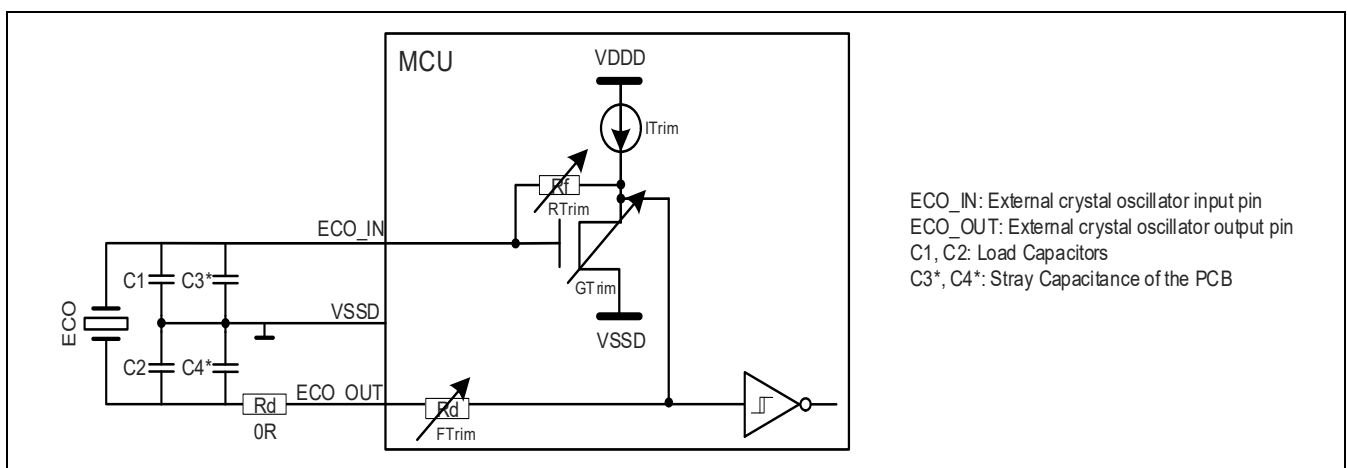 MCU
VDDD
ITrim
Rf
RTrim
ECO_IN
GTrim
C1
C3*
VSSD
VSSD
ECO
C2
C4*
ECO_OUT
Rd
0R
Rd
FTrim
ECO_IN: External crystal oscillator input pin
ECO_OUT: External crystal oscillator output pin
C1, C2: Load Capacitors
C3*, C4*: Stray Capacitance of the PCB